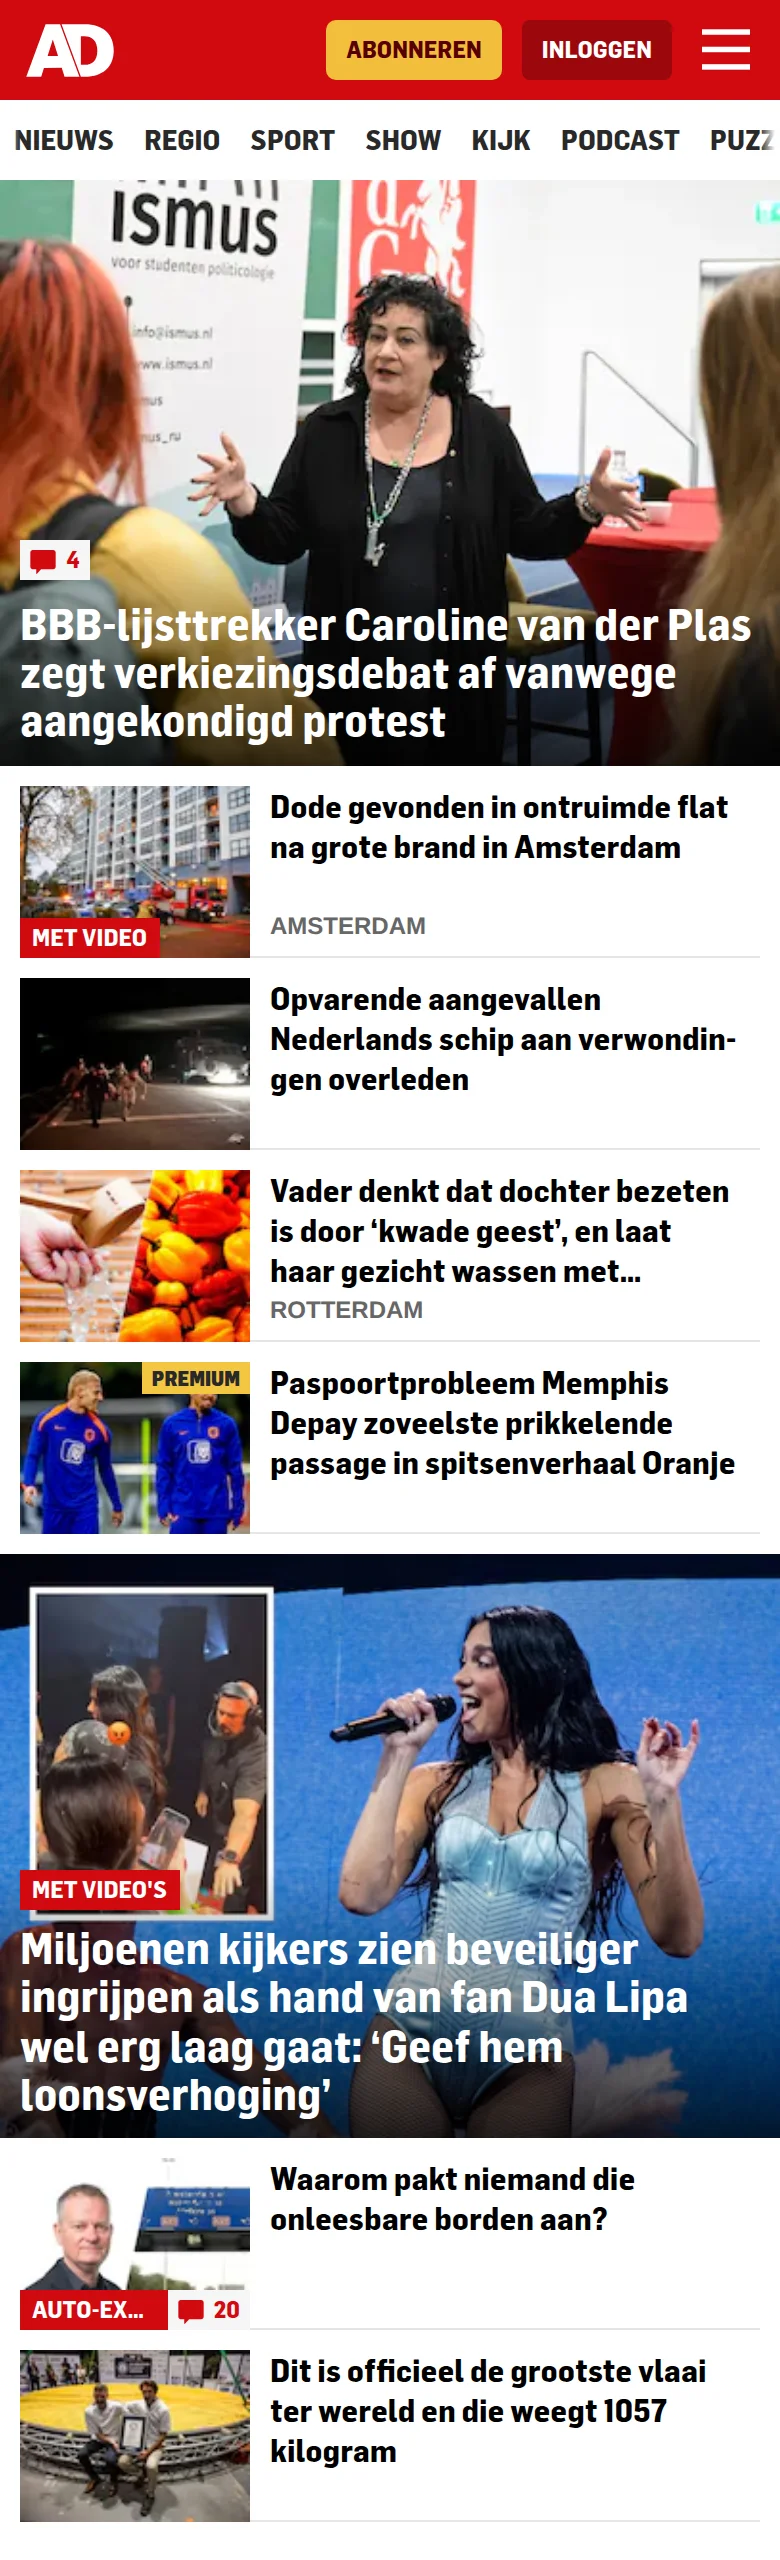 AD
ABONNEREN
INLOGGEN
NIEUWS REGIO SPORT SHOW KIJK PODCAST PUZZ
ismus
voor studenten politicologie
info@ismus.nl
www.ismus.nl
4
BBB-lijsttrekker Caroline van der Plas
zegt verkiezingsdebat af vanwege
aangekondigd protest
Dode gevonden in ontruimde flat
na grote brand in Amsterdam
AMSTERDAM
MET VIDEO
Opvarende aangevallen
Nederlands schip aan verwondin-
gen overleden
Vader denkt dat dochter bezeten
is door ‘kwade geest’, en laat
haar gezicht wassen met...
ROTTERDAM
PREMIUM
Paspoortprobleem Memphis
Depay zoveelste prikkelende
passage in spitsenverhaal Oranje
MET VIDEO'S
Miljoenen kijkers zien beveiliger
ingrijpen als hand van fan Dua Lipa
wel erg laag gaat: ‘Geef hem
loonsverhoging’
Waarom pakt niemand die
onleesbare borden aan?
AUTO-EX...
20
Dit is officieel de grootste vlaai
ter wereld en die weegt 1057
kilogram